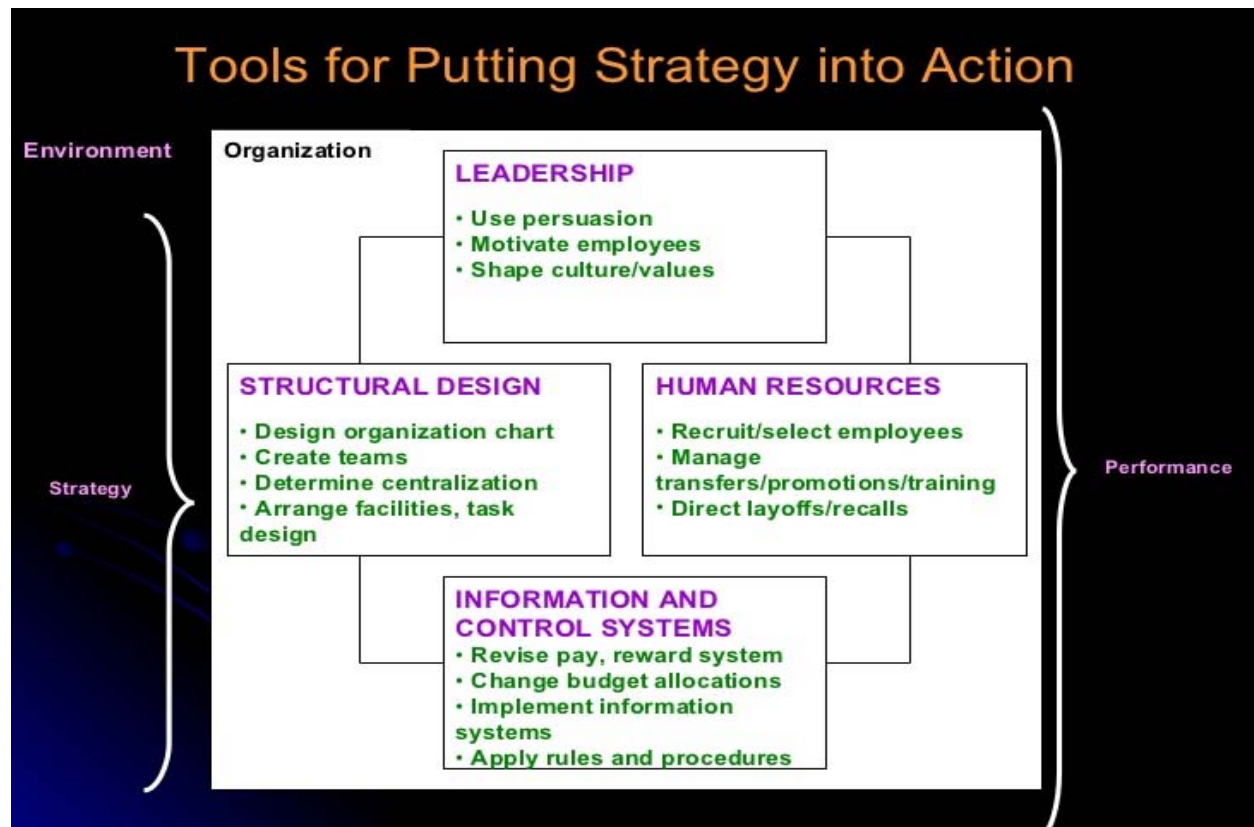 Tools for Putting Strategy into Action
Environment
Organization
LEADERSHIP
• Use persuasion
• Motivate employees
• Shape culture/values
STRUCTURAL DESIGN
• Design organization chart
• Create teams
• Determine centralization
• Arrange facilities, task
design
HUMAN RESOURCES
• Recruit/select employees
• Manage
transfers/promotions/training
• Direct layoffs/recalls
Strategy
Performance
INFORMATION AND
CONTROL SYSTEMS
• Revise pay, reward system
• Change budget allocations
• Implement information
systems
• Apply rules and procedures